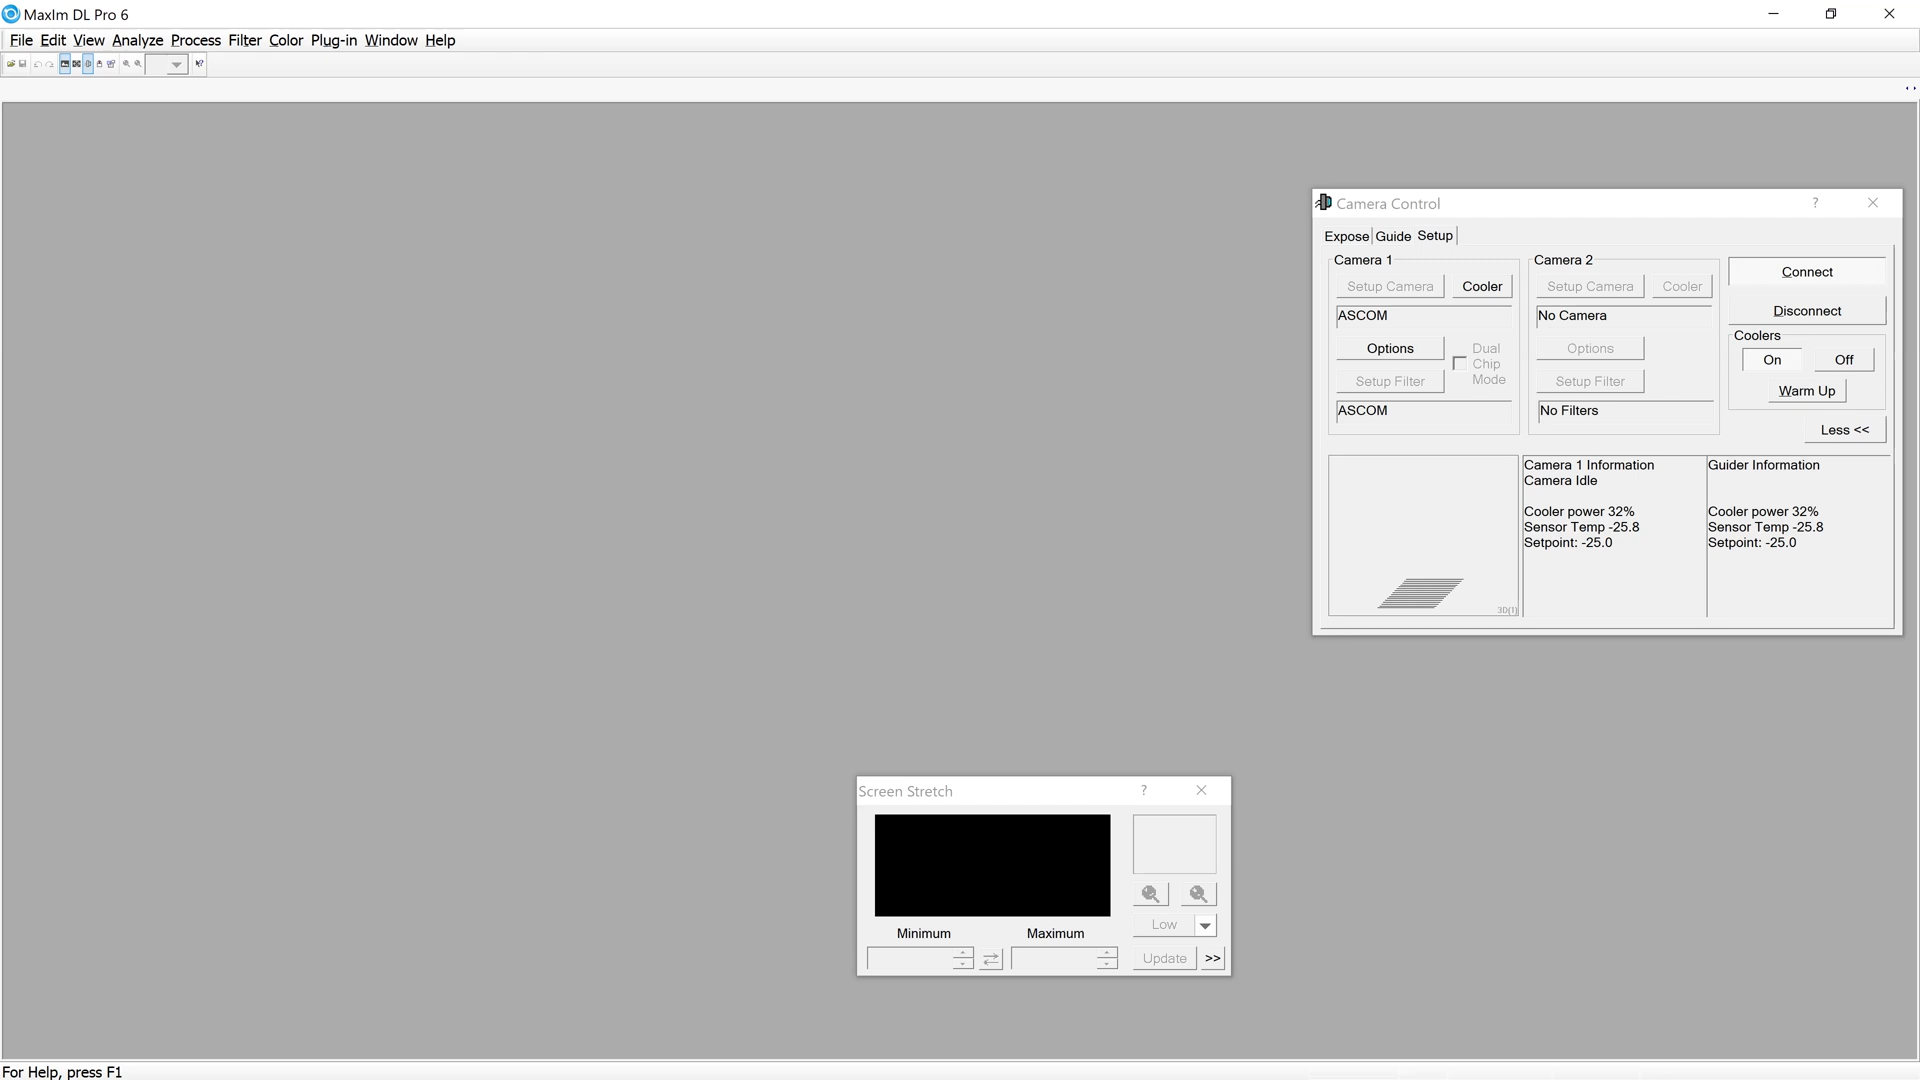 MaxIm DL Pro 6
File Edit View Analyze Process Filter Color Plug-in Window Help
Camera Control
?
Expose Guide Setup
Camera 1
Setup Camera Cooler
ASCOM
Options
Dual
Chip
Mode
Setup Filter
ASCOM
Camera 2
Setup Camera Cooler
No Camera
Options
Setup Filter
No Filters
Connect
Disconnect
Coolers
On Off
Warm Up
Less <<
3D(1)
Camera 1 Information
Camera Idle
Cooler power 32%
Sensor Temp -25.8
Setpoint: -25.0
Guider Information
Cooler power 32%
Sensor Temp -25.8
Setpoint: -25.0
Screen Stretch
?
Minimum Maximum
Low
Update >>
For Help, press F1